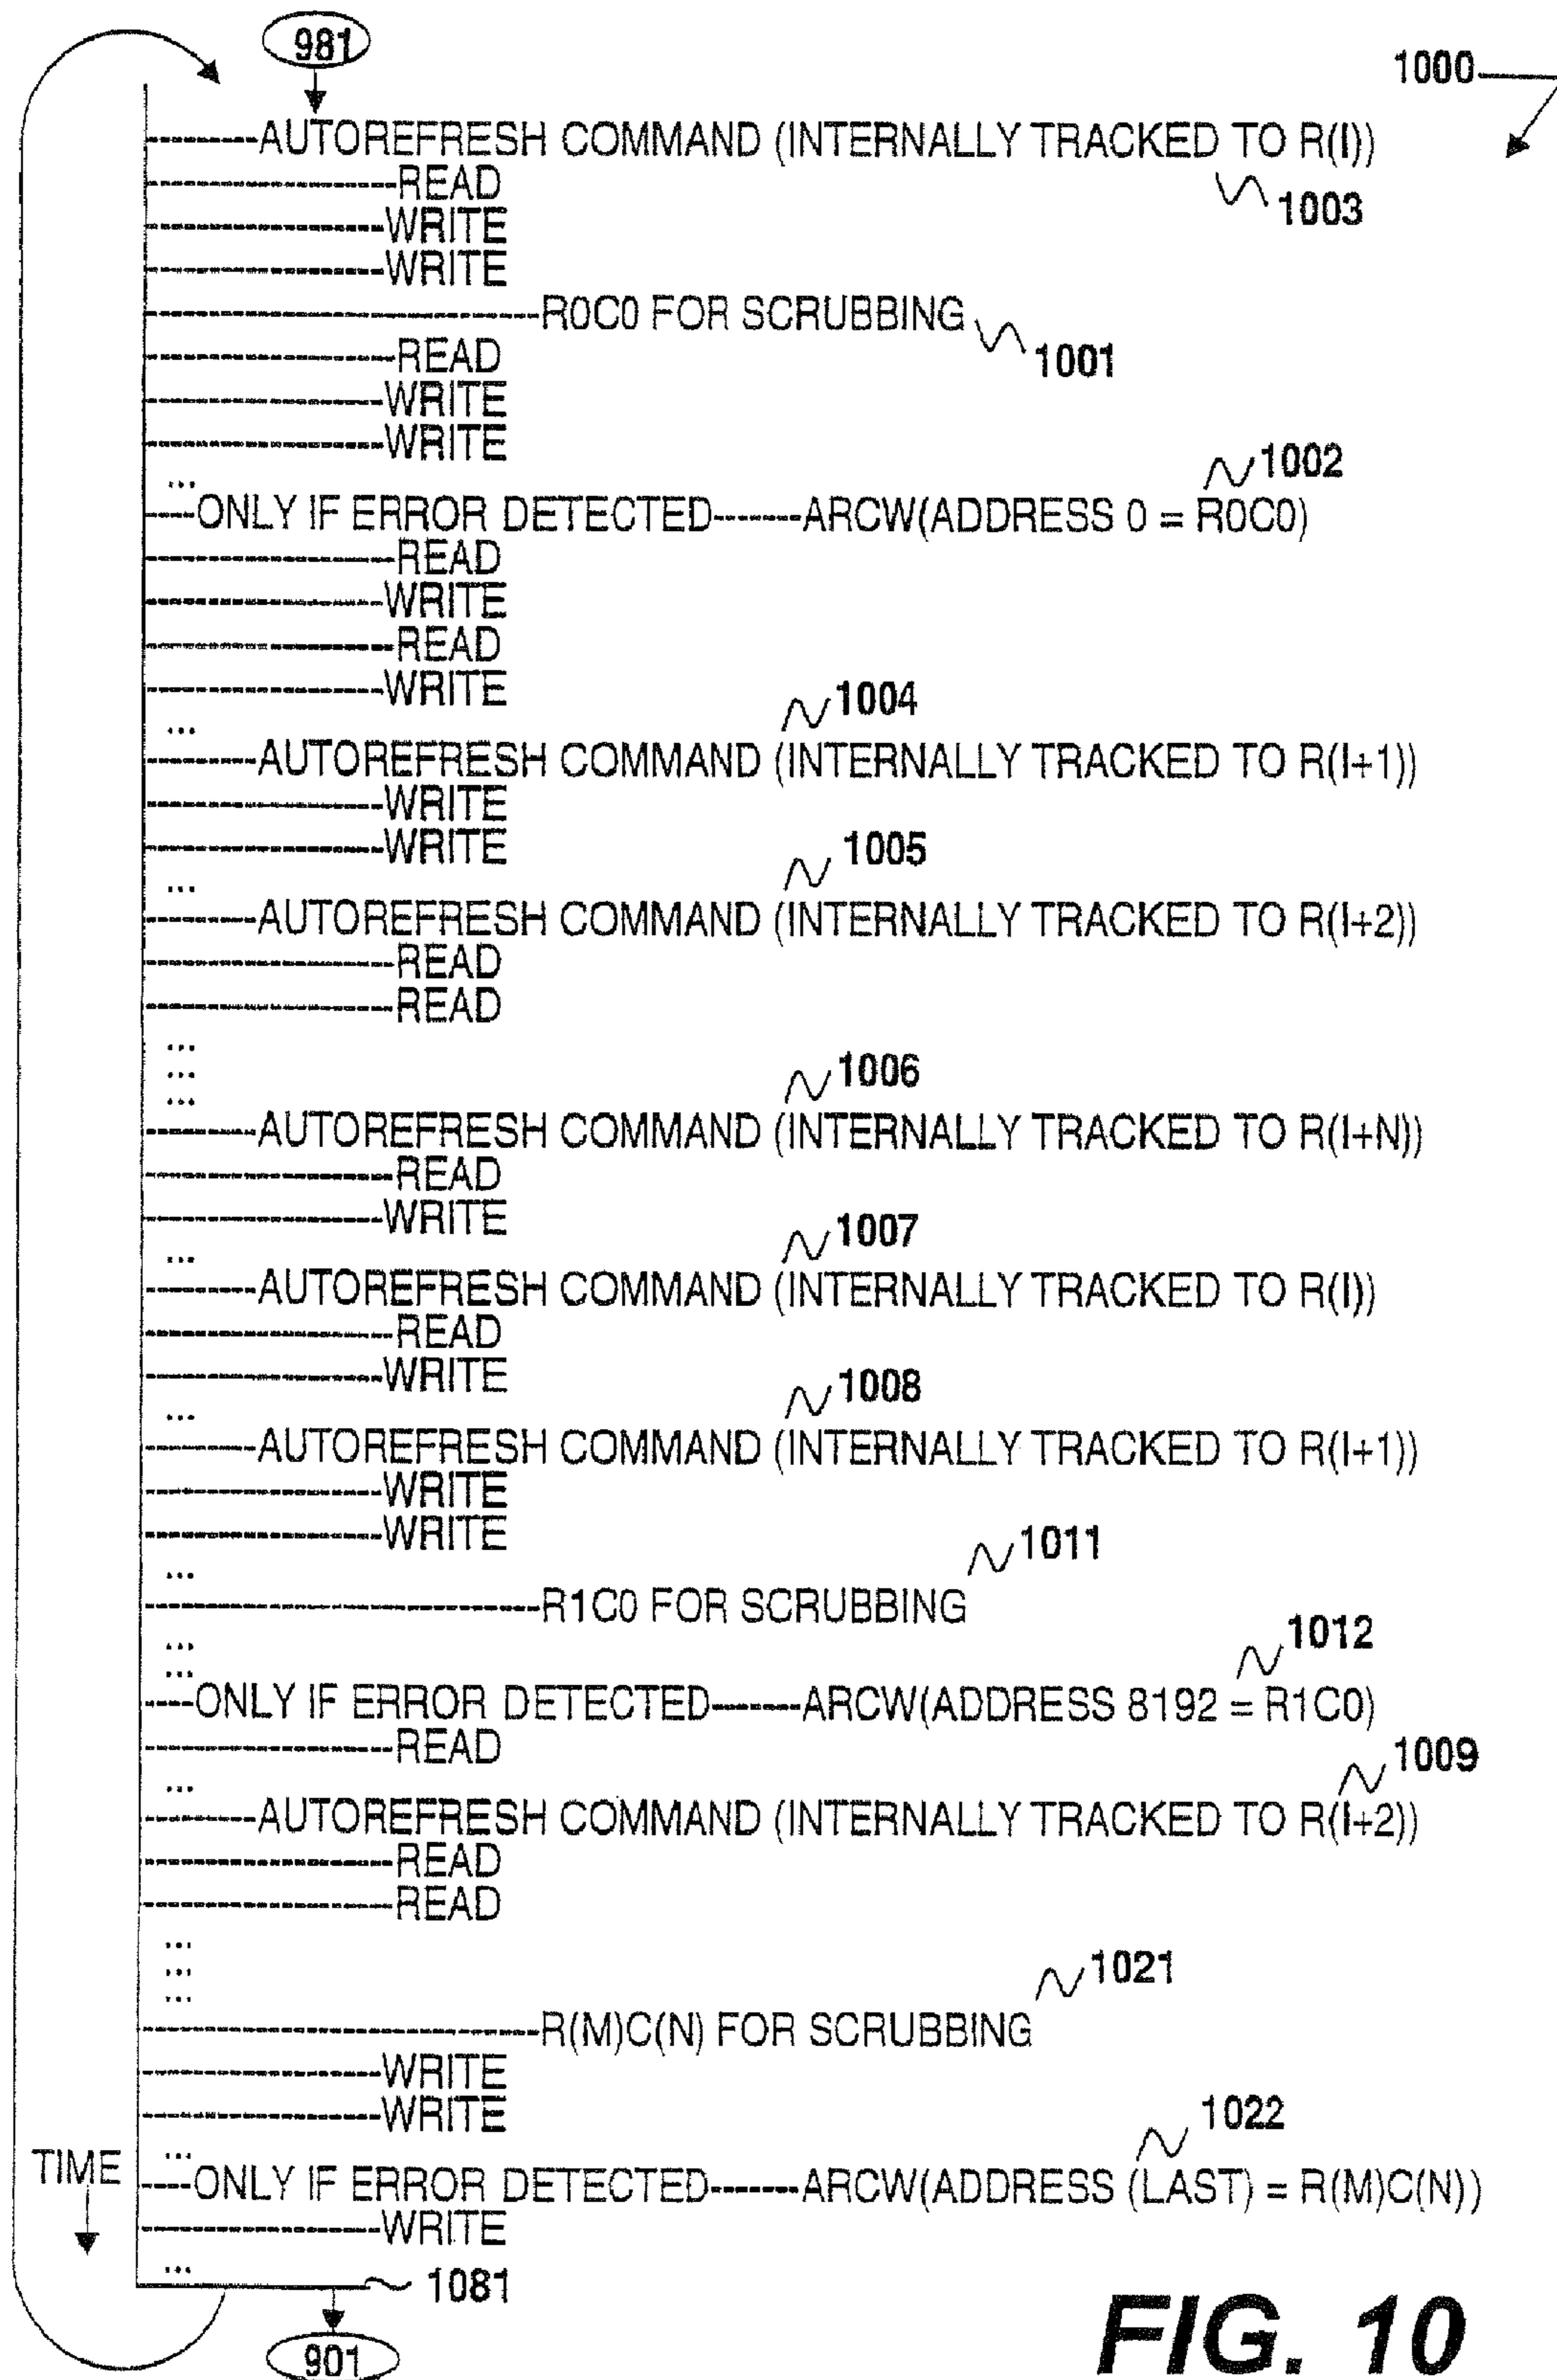 981
1000
------AUTOREFRESH COMMAND (INTERNALLY TRACKED TO R(I))
READ
1003
WRITE
WRITE
R0C0 FOR SCRUBBING
1001
READ
WRITE
WRITE
1002
...
ONLY IF ERROR DETECTED-------ARCW(ADDRESS 0 = R0C0)
READ
WRITE
READ
WRITE
1004
...
AUTOREFRESH COMMAND (INTERNALLY TRACKED TO R(I+1))
WRITE
WRITE
1005
...
AUTOREFRESH COMMAND (INTERNALLY TRACKED TO R(I+2))
READ
READ
...
...
1006
...
AUTOREFRESH COMMAND (INTERNALLY TRACKED TO R(I+N))
READ
WRITE
1007
...
AUTOREFRESH COMMAND (INTERNALLY TRACKED TO R(I))
READ
WRITE
1008
...
AUTOREFRESH COMMAND (INTERNALLY TRACKED TO R(I+1))
WRITE
WRITE
1011
...
R1C0 FOR SCRUBBING
...
1012
...
ONLY IF ERROR DETECTED-------ARCW(ADDRESS 8192 = R1C0)
READ
1009
...
AUTOREFRESH COMMAND (INTERNALLY TRACKED TO R(I+2))
READ
READ
...
...
1021
...
R(M)C(N) FOR SCRUBBING
WRITE
WRITE
1022
...
TIME
ONLY IF ERROR DETECTED-------ARCW(ADDRESS (LAST) = R(M)C(N))
WRITE
...
1081
901
FIG. 10